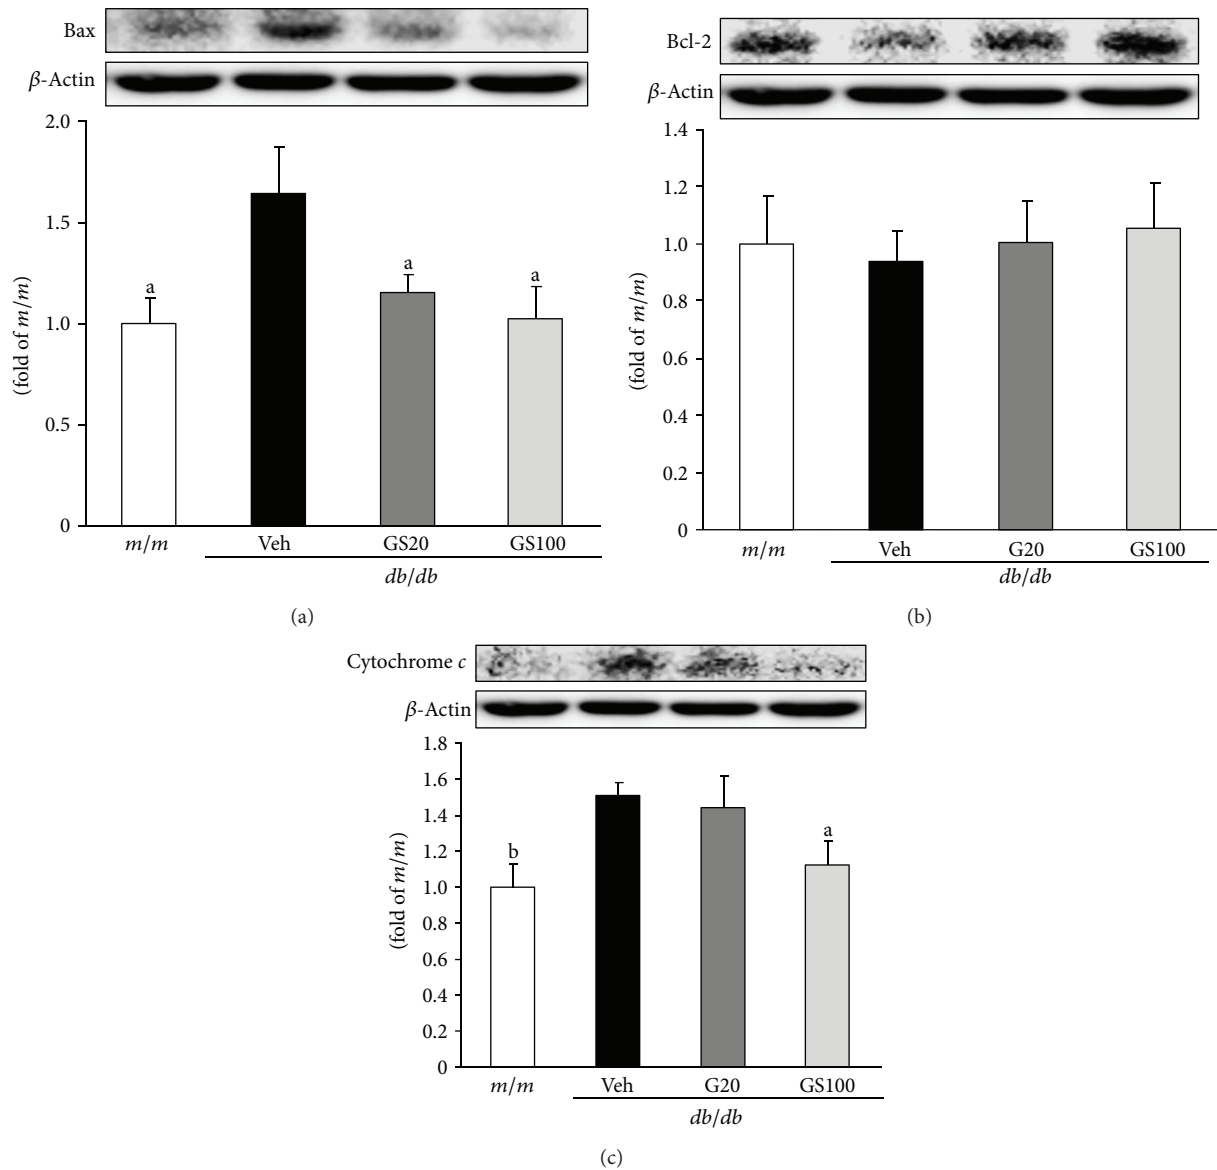 Bax
β-Actin
2.0
1.5
1.0
0.5
0
(fold of m/m)
a
a
a
m/m
Veh
GS20
GS100
db/db
(a)
Bcl-2
β-Actin
1.4
1.2
1.0
0.8
0.6
0.4
0.2
0
(fold of m/m)
m/m
Veh
G20
GS100
db/db
(b)
Cytochrome c
β-Actin
1.8
1.6
1.4
1.2
1.0
0.8
0.6
0.4
0.2
0
(fold of m/m)
b
a
m/m
Veh
G20
GS100
db/db
(c)